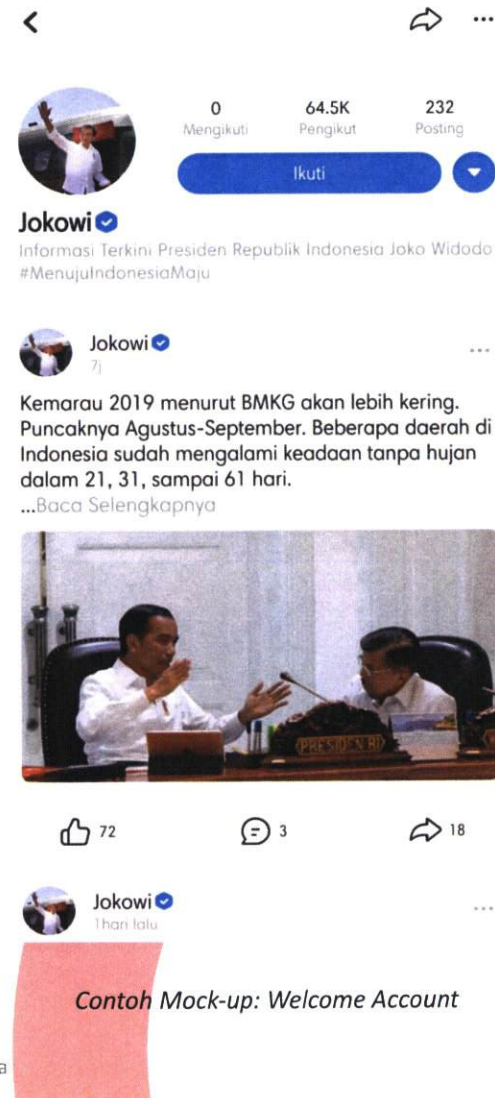 0 64.5K 232
Mengikuti Pengikut Posting
Ikuti
Jokowi
Informasi Terkini Presiden Republik Indonesia Joko Widodo
#MenujuIndonesiaMaju
Jokowi
7j
Kemarau 2019 menurut BMKG akan lebih kering.
Puncaknya Agustus-September. Beberapa daerah di
Indonesia sudah mengalami keadaan tanpa hujan
dalam 21, 31, sampai 61 hari.
...Baca Selengkapnya
PRESIDEN RI
72 3 18
Jokowi
1 hari lalu
Contoh Mock-up: Welcome Account
a